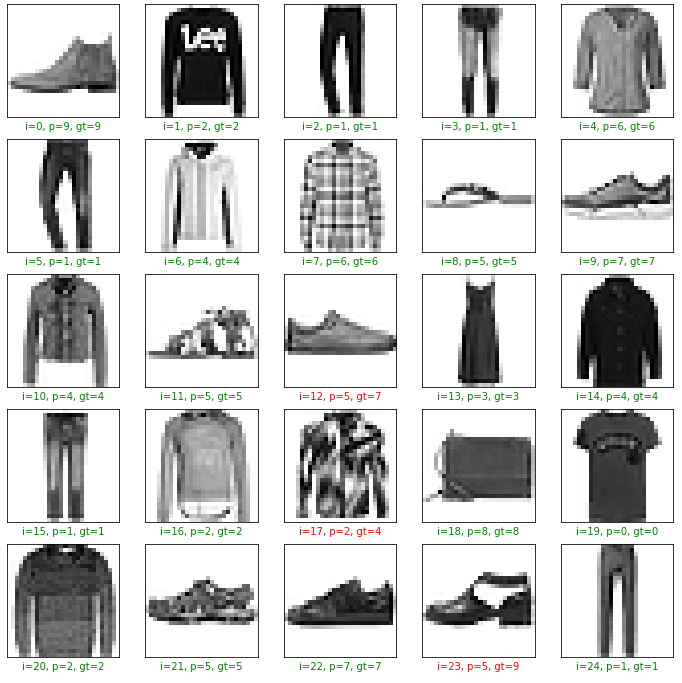 Lee
i=0, p=9, gt=9
i=1, p=2, gt=2
i=2, p=1, gt=1
i=3, p=1, gt=1
i=4, p=6, gt=6
i=5, p=1, gt=1
i=6, p=4, gt=4
i=7, p=6, gt=6
i=8, p=5, gt=5
i=9, p=7, gt=7
i=10, p=4, gt=4
i=11, p=5, gt=5
i=12, p=5, gt=7
i=13, p=3, gt=3
i=14, p=4, gt=4
i=15, p=1, gt=1
i=16, p=2, gt=2
i=17, p=2, gt=4
i=18, p=8, gt=8
i=19, p=0, gt=0
i=20, p=2, gt=2
i=21, p=5, gt=5
i=22, p=7, gt=7
i=23, p=5, gt=9
i=24, p=1, gt=1